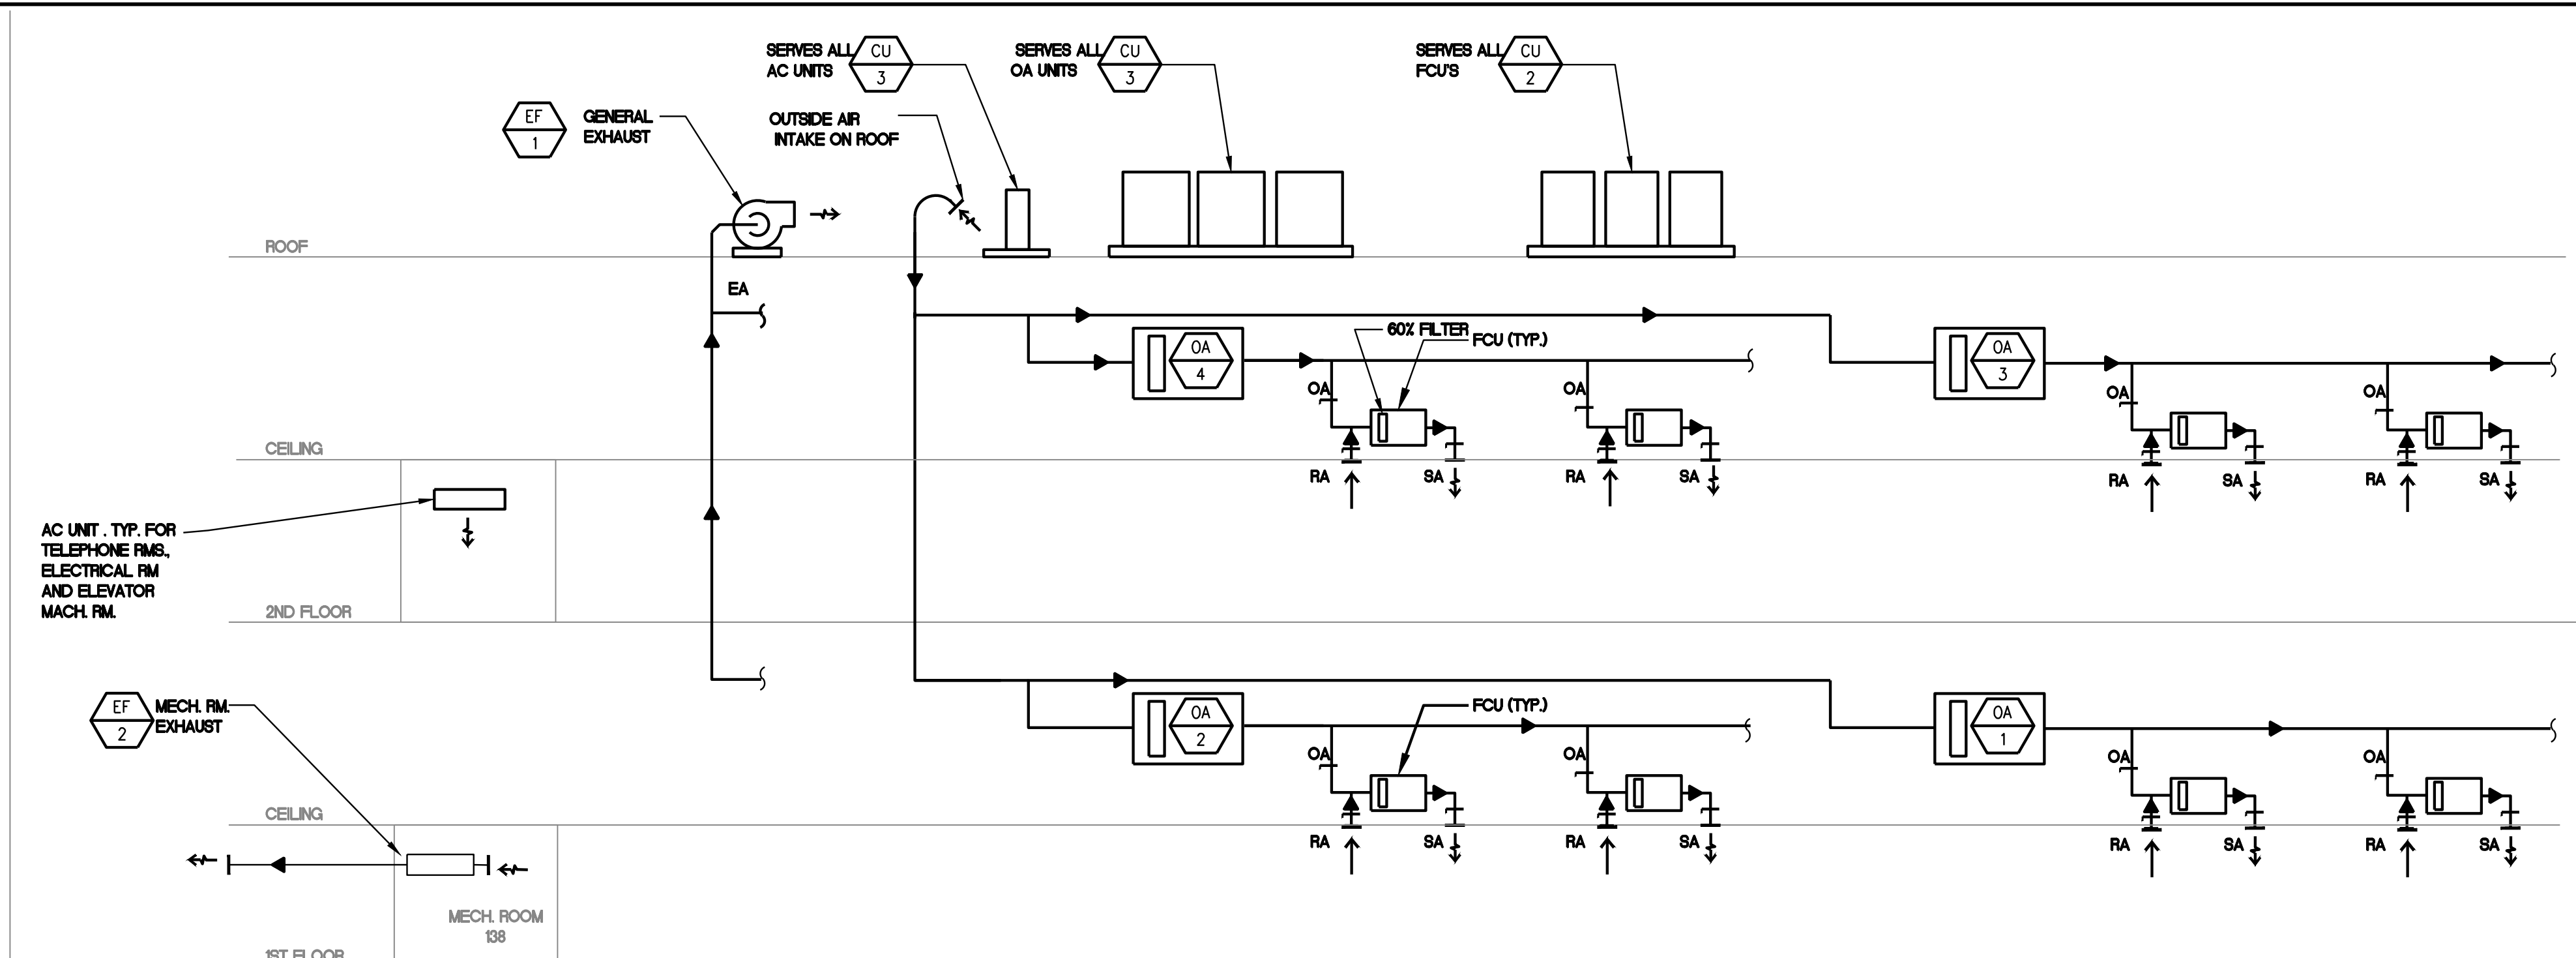 SERVES ALL
AC UNITS
CU
3
SERVES ALL
OA UNITS
CU
3
SERVES ALL
FCU'S
CU
2
EF
1
GENERAL
EXHAUST
OUTSIDE AIR
INTAKE ON ROOF
ROOF
EA
OA
4
60% FILTER
FCU (TYP.)
OA
3
OA
OA
OA
OA
CEILING
RA
SA
RA
SA
RA
SA
RA
SA
AC UNIT . TYP. FOR
TELEPHONE RMS.,
ELECTRICAL RM
AND ELEVATOR
MACH. RM.
2ND FLOOR
EF
2
MECH. RM.
EXHAUST
OA
2
FCU (TYP.)
OA
1
OA
OA
OA
OA
CEILING
RA
SA
RA
SA
RA
SA
RA
SA
MECH. ROOM
138
1ST FLOOR